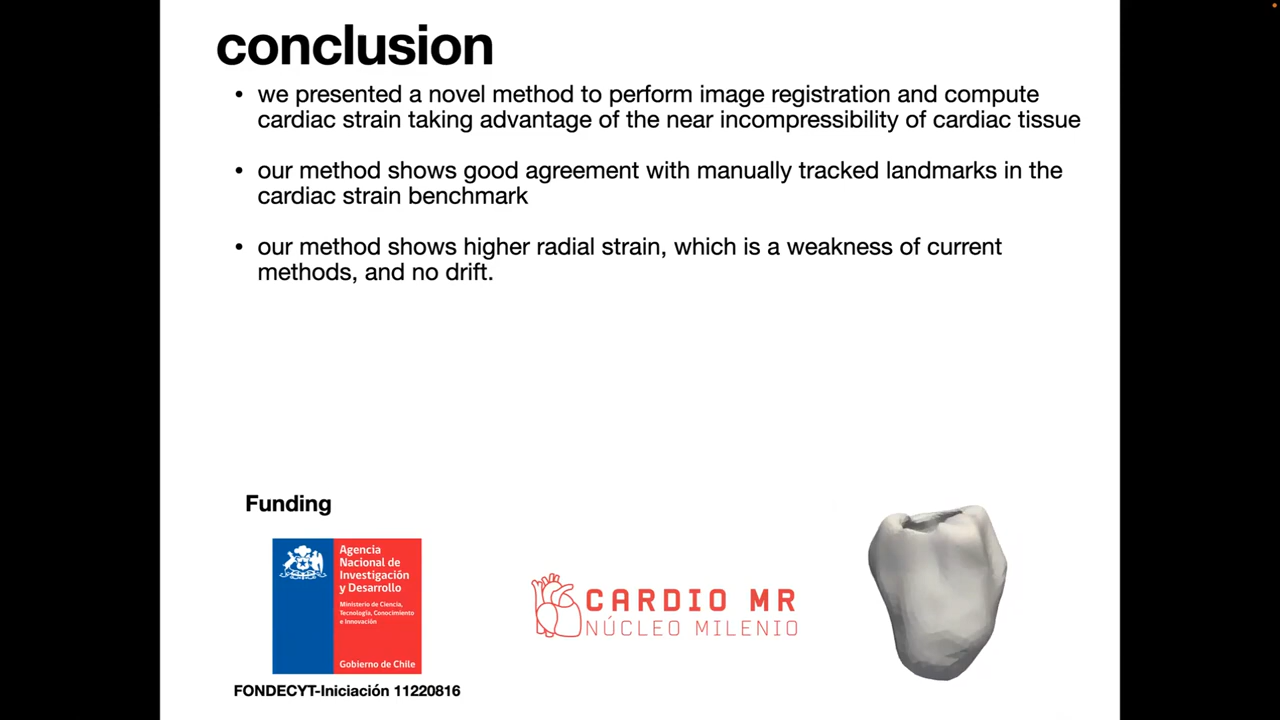 conclusion
• we presented a novel method to perform image registration and compute
cardiac strain taking advantage of the near incompressibility of cardiac tissue
• our method shows good agreement with manually tracked landmarks in the
cardiac strain benchmark
• our method shows higher radial strain, which is a weakness of current
methods, and no drift.
Funding
Agencia
Nacional de
Investigación
y Desarrollo
Ministerio de Ciencia,
Tecnología, Conocimiento
e Innovación
Gobierno de Chile
FONDECYT-Iniciación 11220816
CARDIO MR
NÚCLEO MILENIO